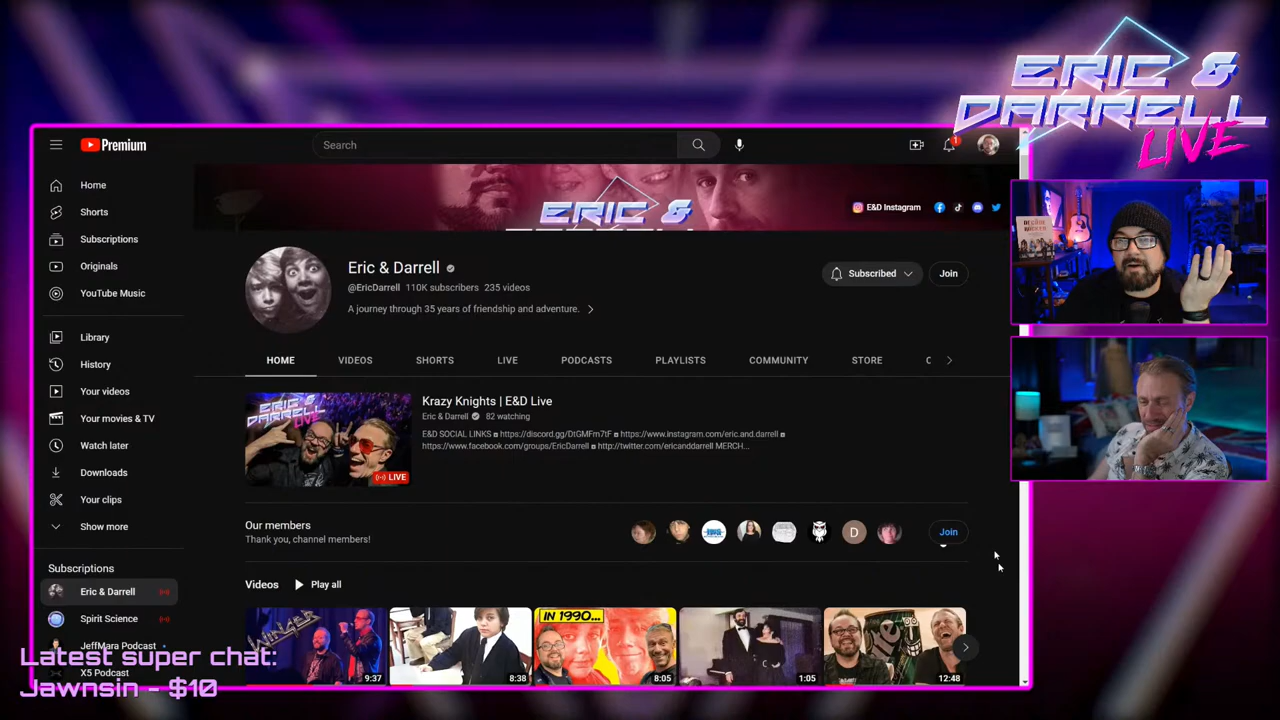 ERIC &
DARRELL
LIVE
Premium
Search
1
Home
Shorts
Subscriptions
Originals
YouTube Music
Library
History
Your videos
Your movies & TV
Watch later
Downloads
Your clips
Show more
Subscriptions
Eric & Darrell
Spirit Science
JeffMara Podcast
X5 Podcast
ERIC &
E&D Instagram
Eric & Darrell
@EricDarrell 110K subscribers 235 videos
A journey through 35 years of friendship and adventure.
Subscribed
Join
HOME VIDEOS SHORTS LIVE PODCASTS PLAYLISTS COMMUNITY STORE C
ERIC &
DARRELL
LIVE
LIVE
Krazy Knights | E&D Live
Eric & Darrell 82 watching
E&D SOCIAL LINKS ◘ https://discord.gg/DtGMFm7tF ◘ https://www.instagram.com/eric.and.darrell ◘
https://www.facebook.com/groups/EricDarrell ◘ http://twitter.com/ericanddarrell MERCH...
Our members
Thank you, channel members!
D
Join
Videos Play all
WINGER
9:37
8:38
IN 1990...
8:05
1:05
12:48
Latest super chat:
Jawnsin - $10